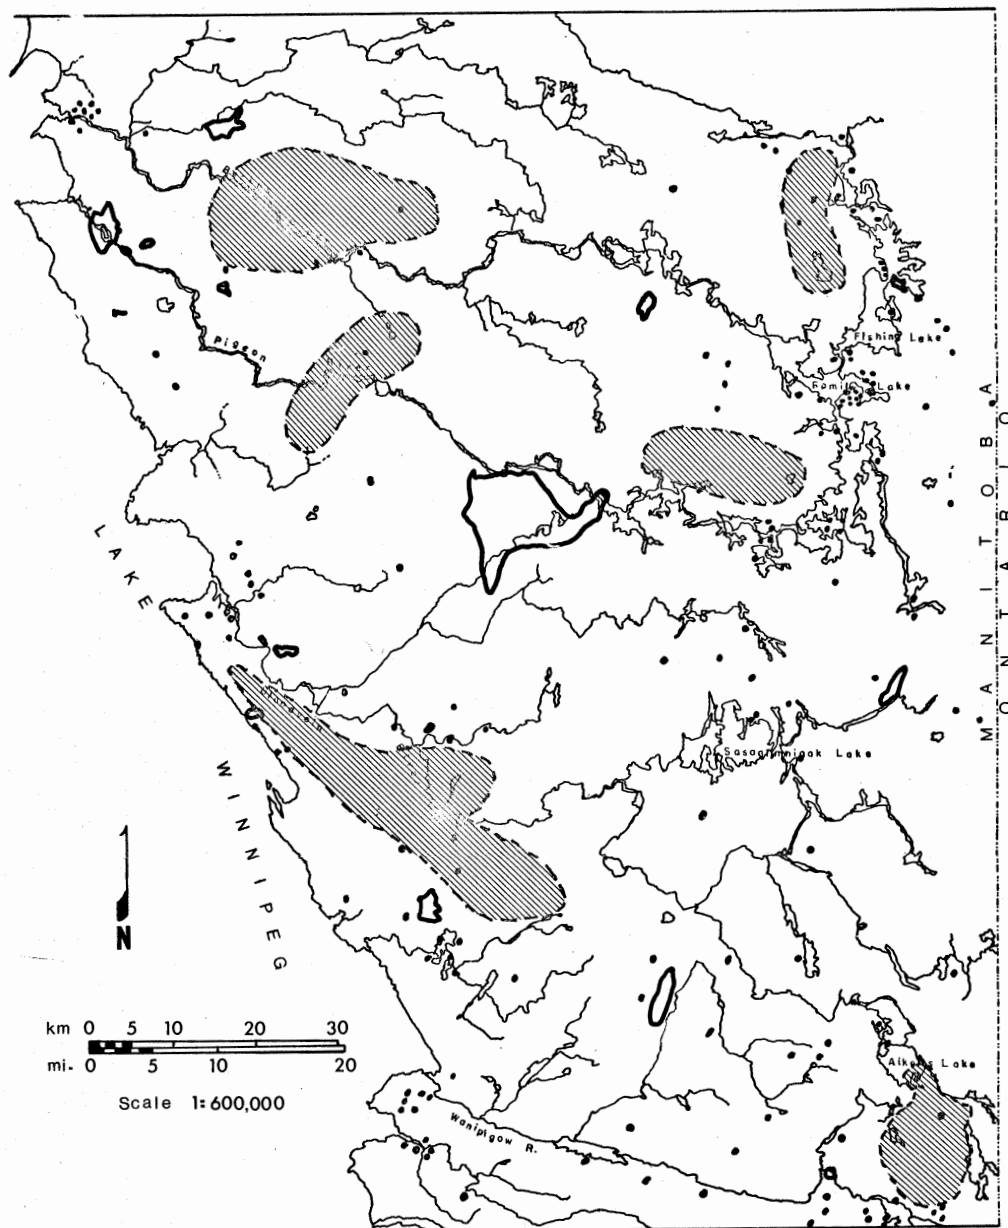 Pigeon
Fishing Lake
Family Lake
MANITOBA
ONTARIO
LAKE
WINNIPEG
Sasaginnigak Lake
N
km 0 5 10 20 30
mi. 0 5 10 20
Scale 1:600,000
Aikens Lake
Wanipigow R.